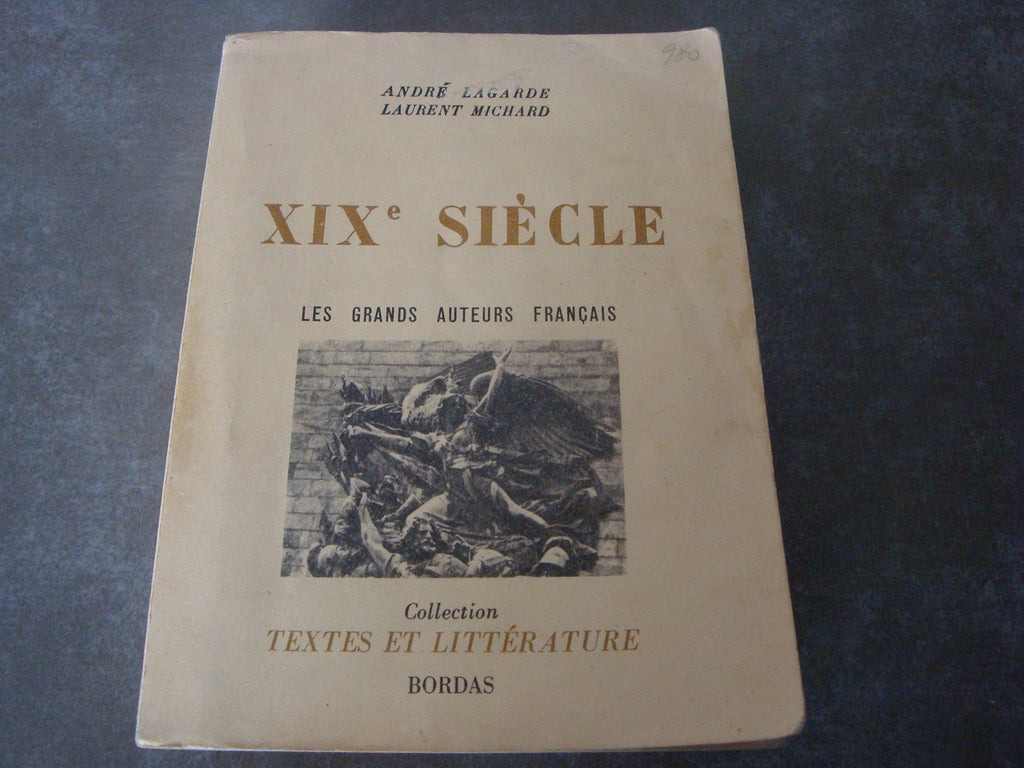 980
ANDRÉ LAGARDE
LAURENT MICHARD
XIXe SIÈCLE
LES GRANDS AUTEURS FRANÇAIS
Collection
TEXTES ET LITTÉRATURE
BORDAS